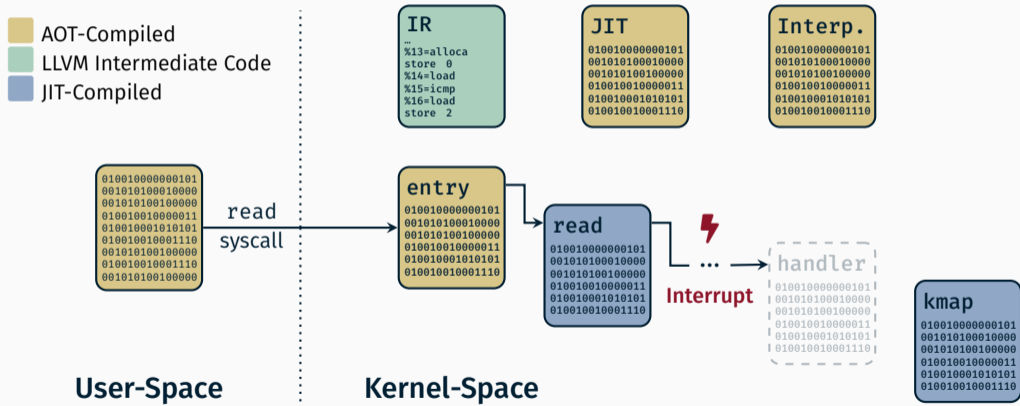 AOT-Compiled
LLVM Intermediate Code
JIT-Compiled
IR
…
%13=alloca
store 0
%14=load
%15=icmp
%16=load
store 2
JIT
010010000000101
001010100010000
001010100100000
010010010000011
010010001010101
010010010001110
Interp.
010010000000101
001010100010000
001010100100000
010010010000011
010010001010101
010010010001110
010010000000101
001010100010000
001010100100000
010010010000011
010010001010101
010010010001110
001010100100000
010010010001110
001010100100000
read
syscall
entry
010010000000101
001010100010000
001010100100000
010010010000011
010010001010101
010010010001110
read
010010000000101
001010100010000
001010100100000
010010010000011
010010001010101
010010010001110
...
Interrupt
handler
010010000000101
001010100010000
001010100100000
010010010000011
010010001010101
010010010001110
kmap
010010000000101
001010100010000
001010100100000
010010010000011
010010001010101
010010010001110
User-Space
Kernel-Space